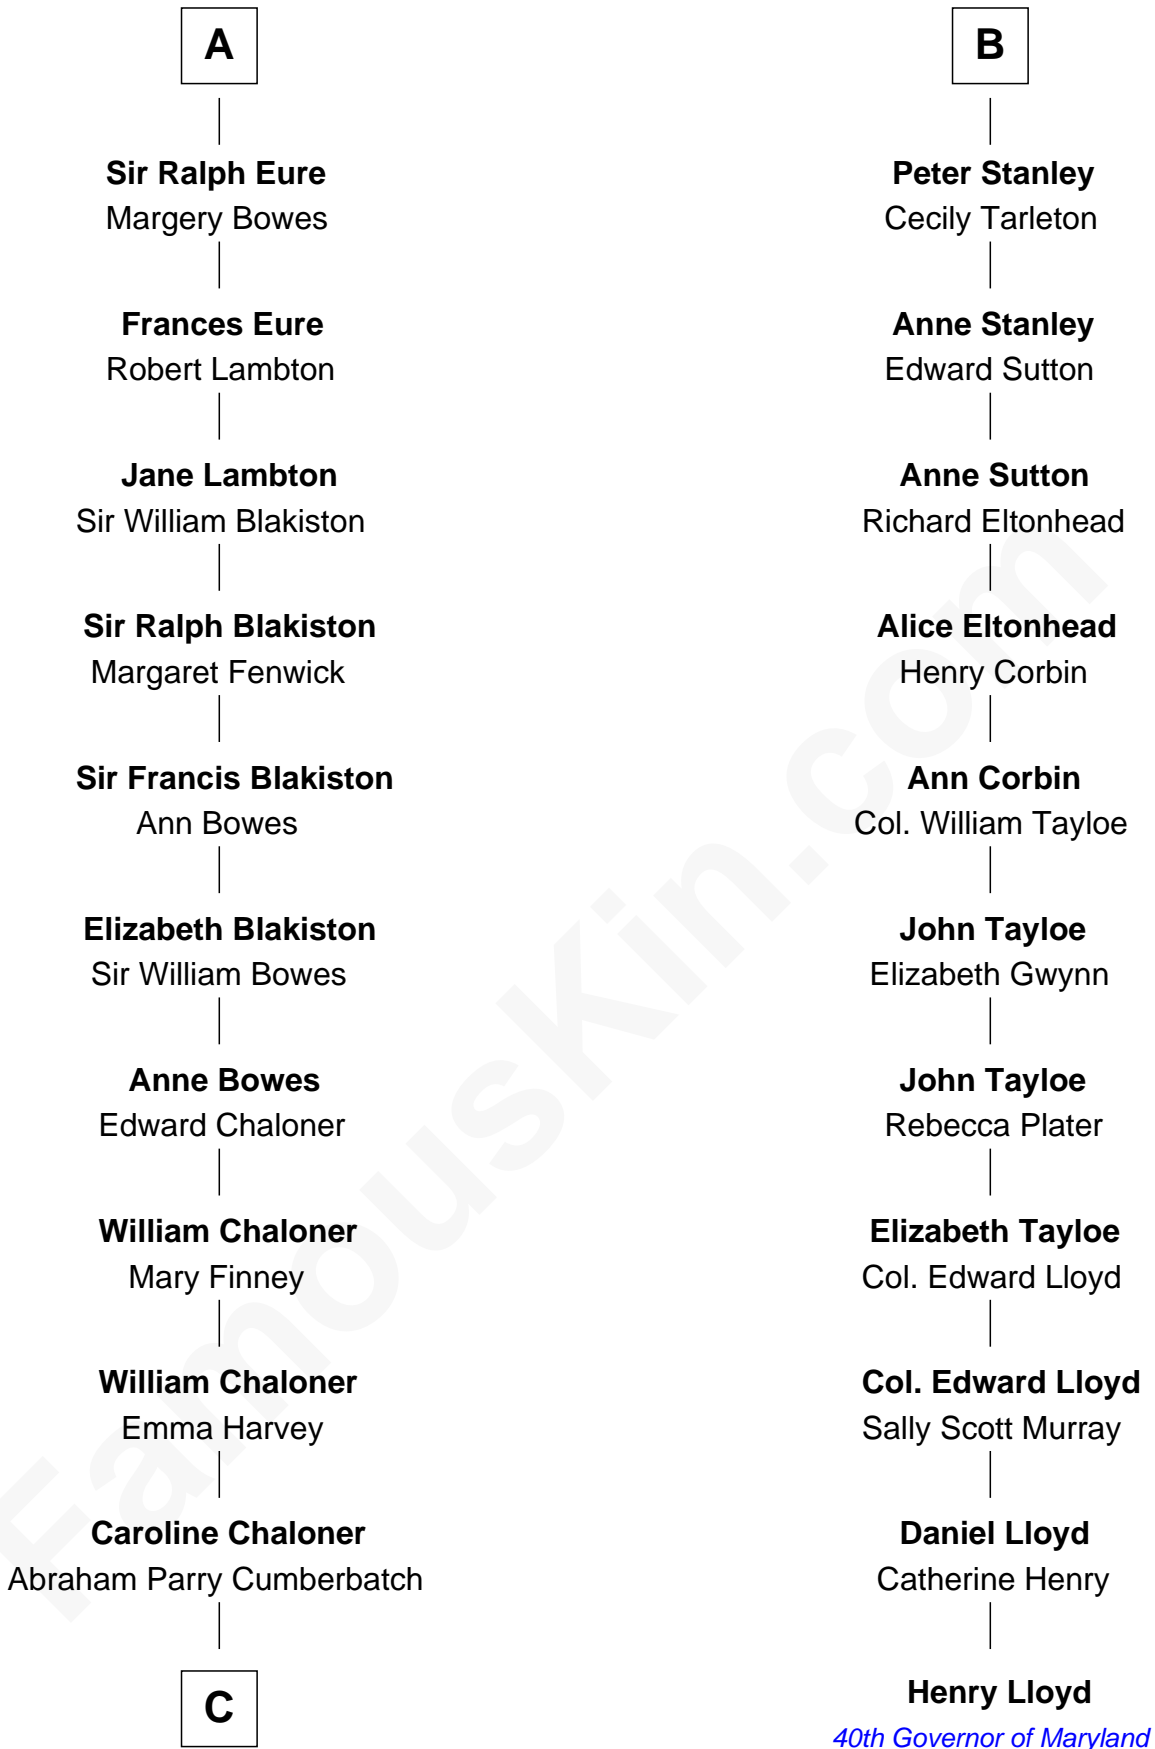 A
Sir Ralph Eure
Margery Bowes
Frances Eure
Robert Lambton
Jane Lambton
Sir William Blakiston
Sir Ralph Blakiston
Margaret Fenwick
Sir Francis Blakiston
Ann Bowes
Elizabeth Blakiston
Sir William Bowes
Anne Bowes
Edward Chaloner
William Chaloner
Mary Finney
William Chaloner
Emma Harvey
Caroline Chaloner
Abraham Parry Cumberbatch
C
B
Peter Stanley
Cecily Tarleton
Anne Stanley
Edward Sutton
Anne Sutton
Richard Eltonhead
Alice Eltonhead
Henry Corbin
Ann Corbin
Col. William Tayloe
John Tayloe
Elizabeth Gwynn
John Tayloe
Rebecca Plater
Elizabeth Tayloe
Col. Edward Lloyd
Col. Edward Lloyd
Sally Scott Murray
Daniel Lloyd
Catherine Henry
Henry Lloyd
40th Governor of Maryland
FamousKin.com